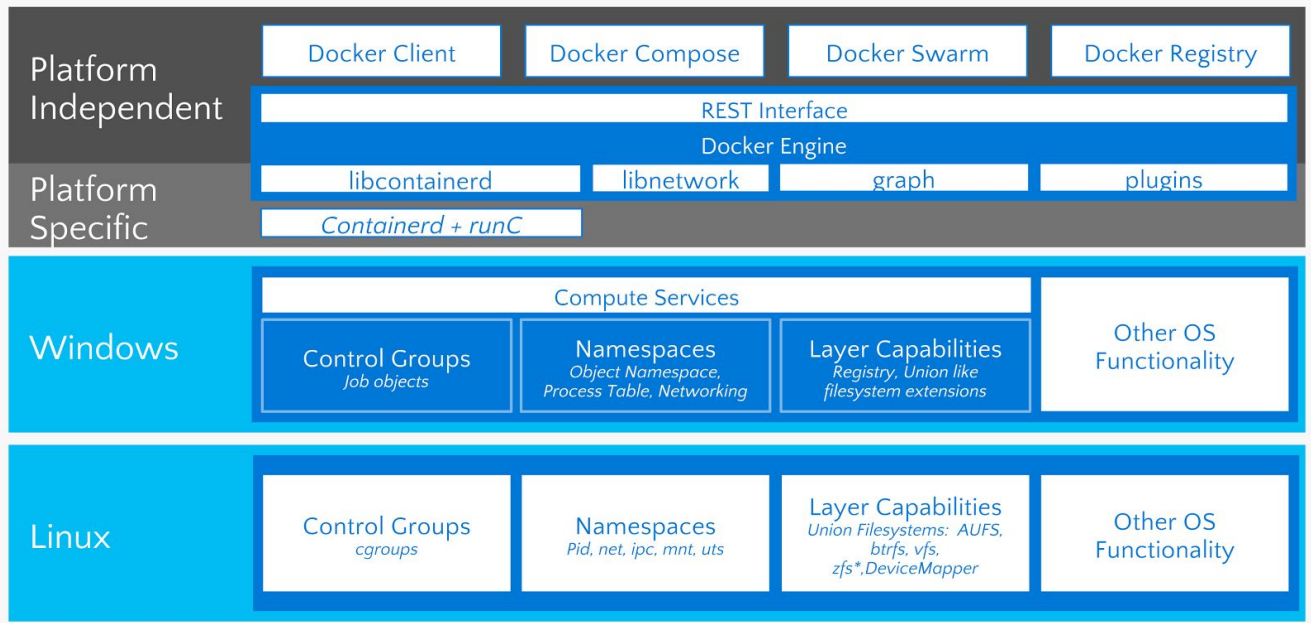 Platform
Independent
Docker Client
Docker Compose
Docker Swarm
Docker Registry
REST Interface
Docker Engine
Platform
Specific
libcontainerd
libnetwork
graph
plugins
Containerd + runC
Windows
Compute Services
Control Groups
Job objects
Namespaces
Object Namespace,
Process Table, Networking
Layer Capabilities
Registry, Union like
filesystem extensions
Other OS
Functionality
Linux
Control Groups
cgroups
Namespaces
Pid, net, ipc, mnt, uts
Layer Capabilities
Union Filesystems: AUFS,
btrfs, vfs,
zfs*,DeviceMapper
Other OS
Functionality